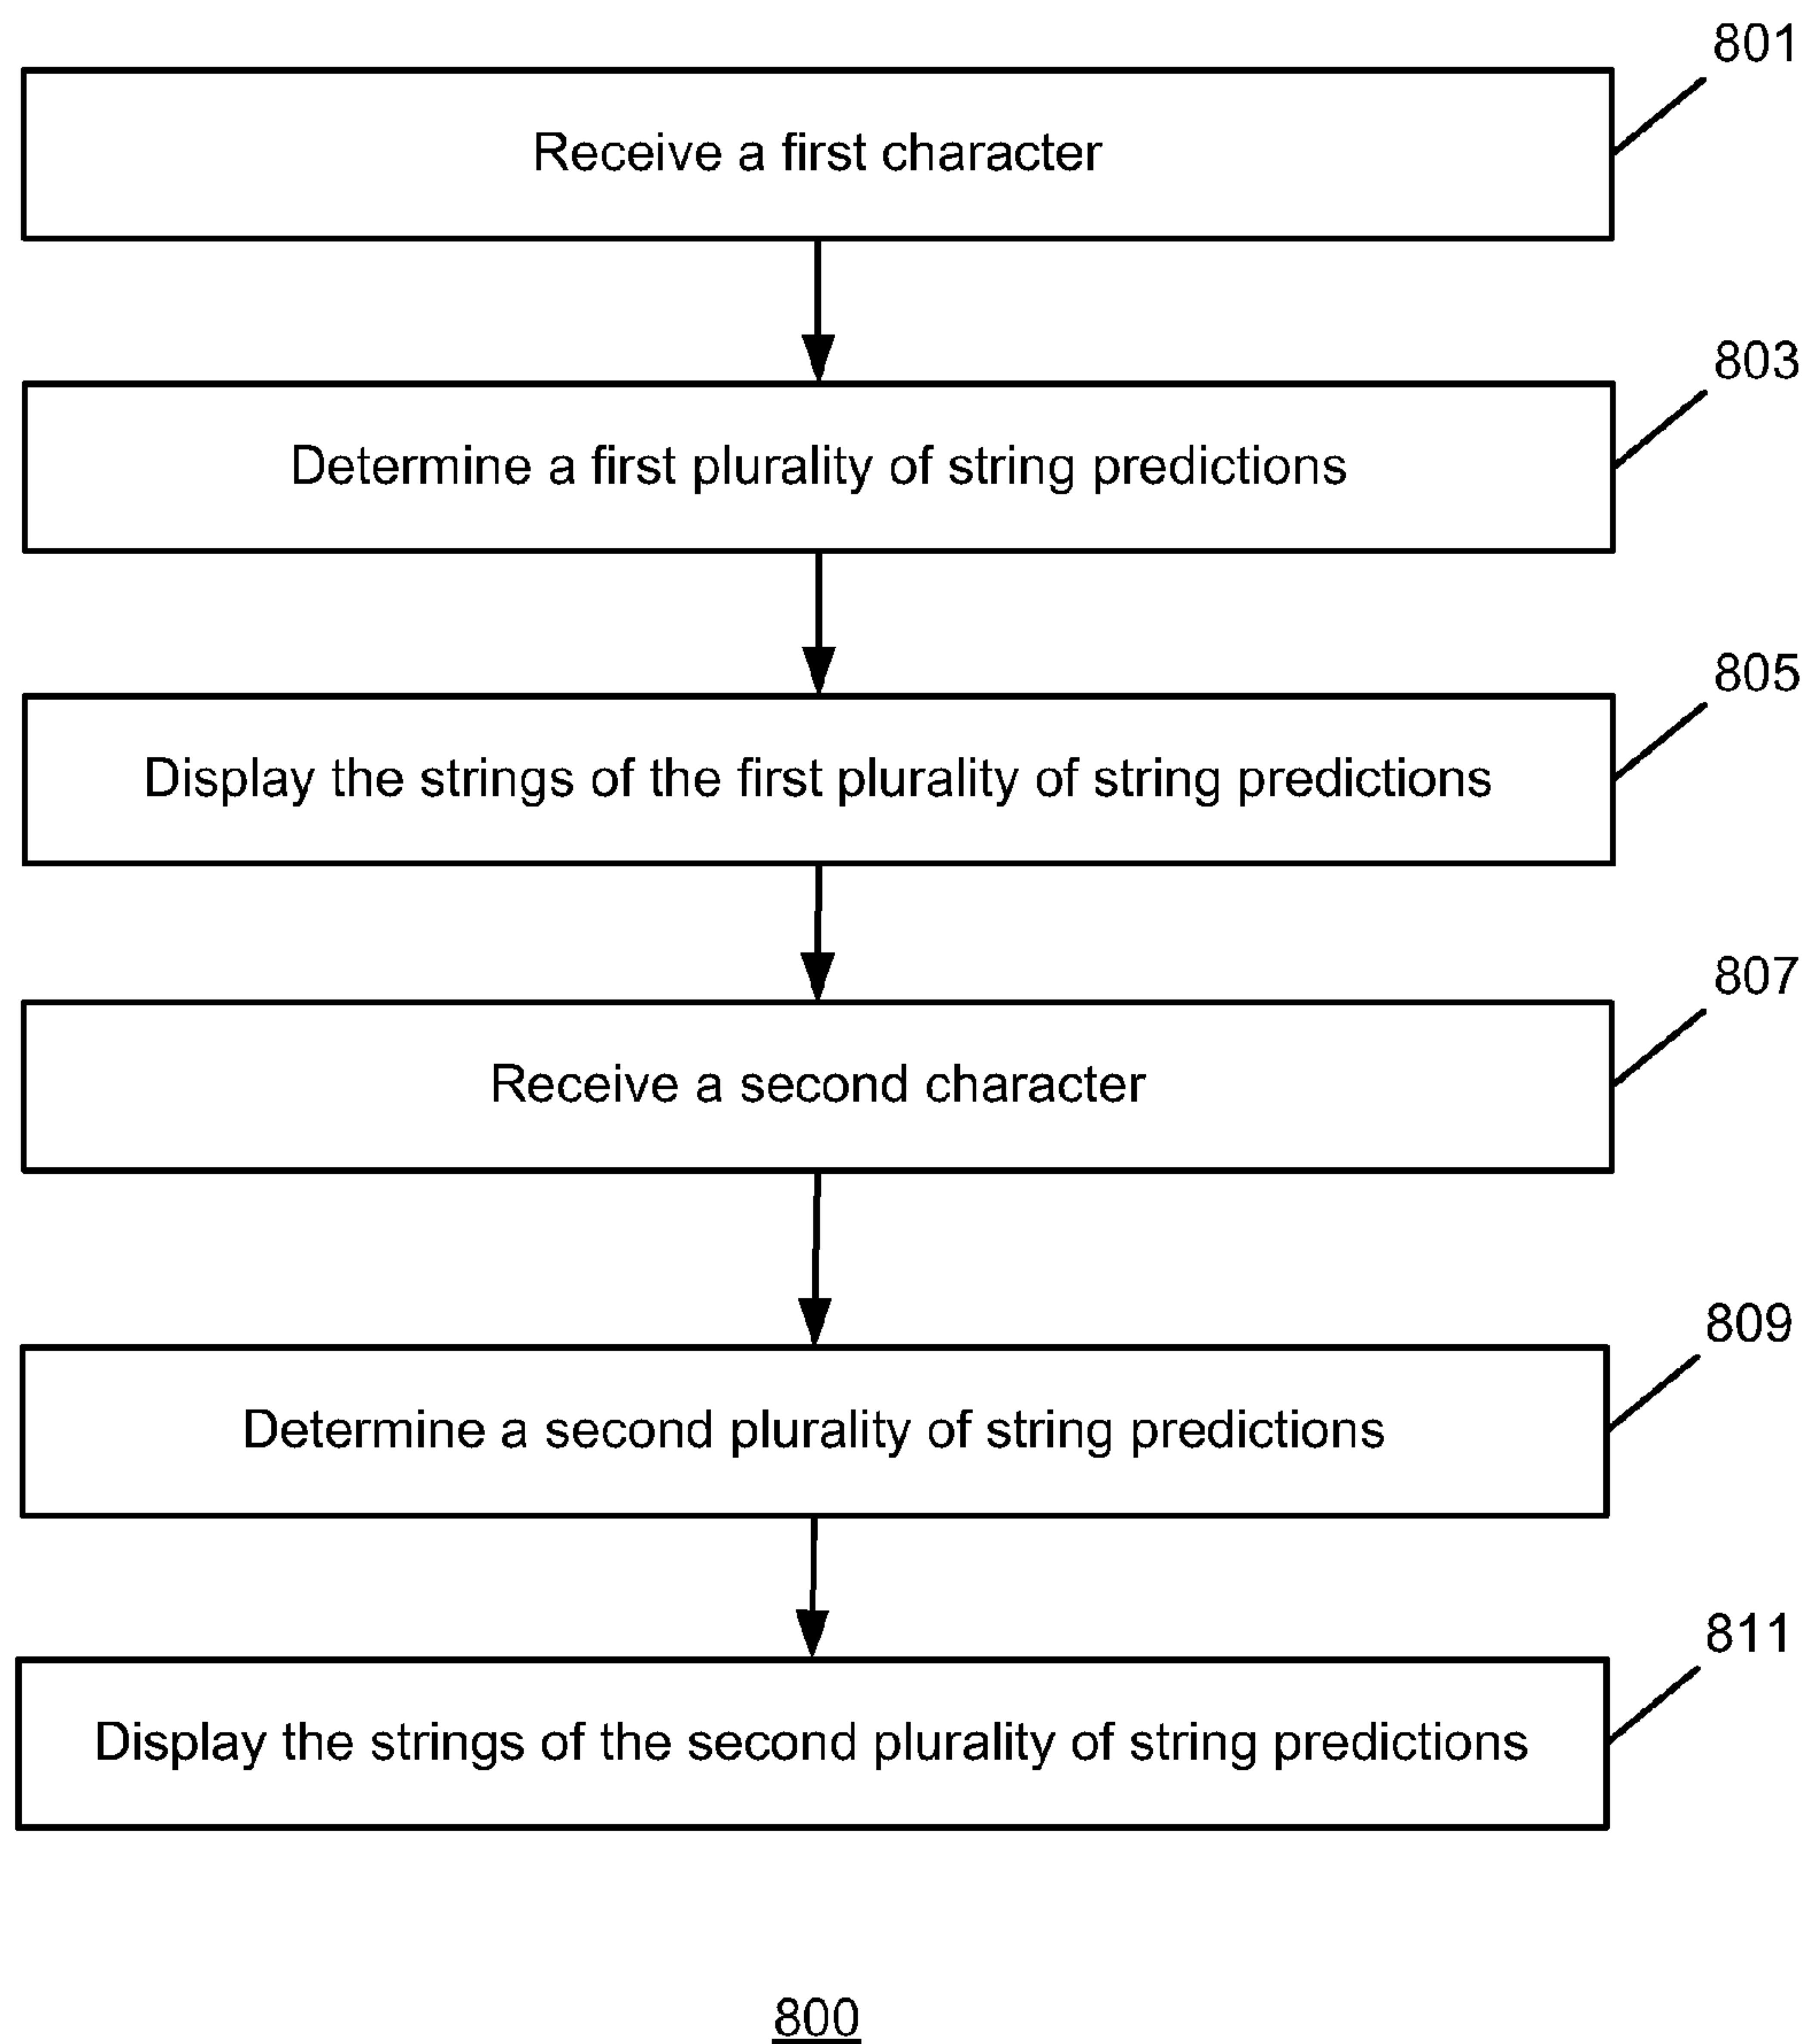 801
Receive a first character
803
Determine a first plurality of string predictions
805
Display the strings of the first plurality of string predictions
807
Receive a second character
809
Determine a second plurality of string predictions
811
Display the strings of the second plurality of string predictions
800